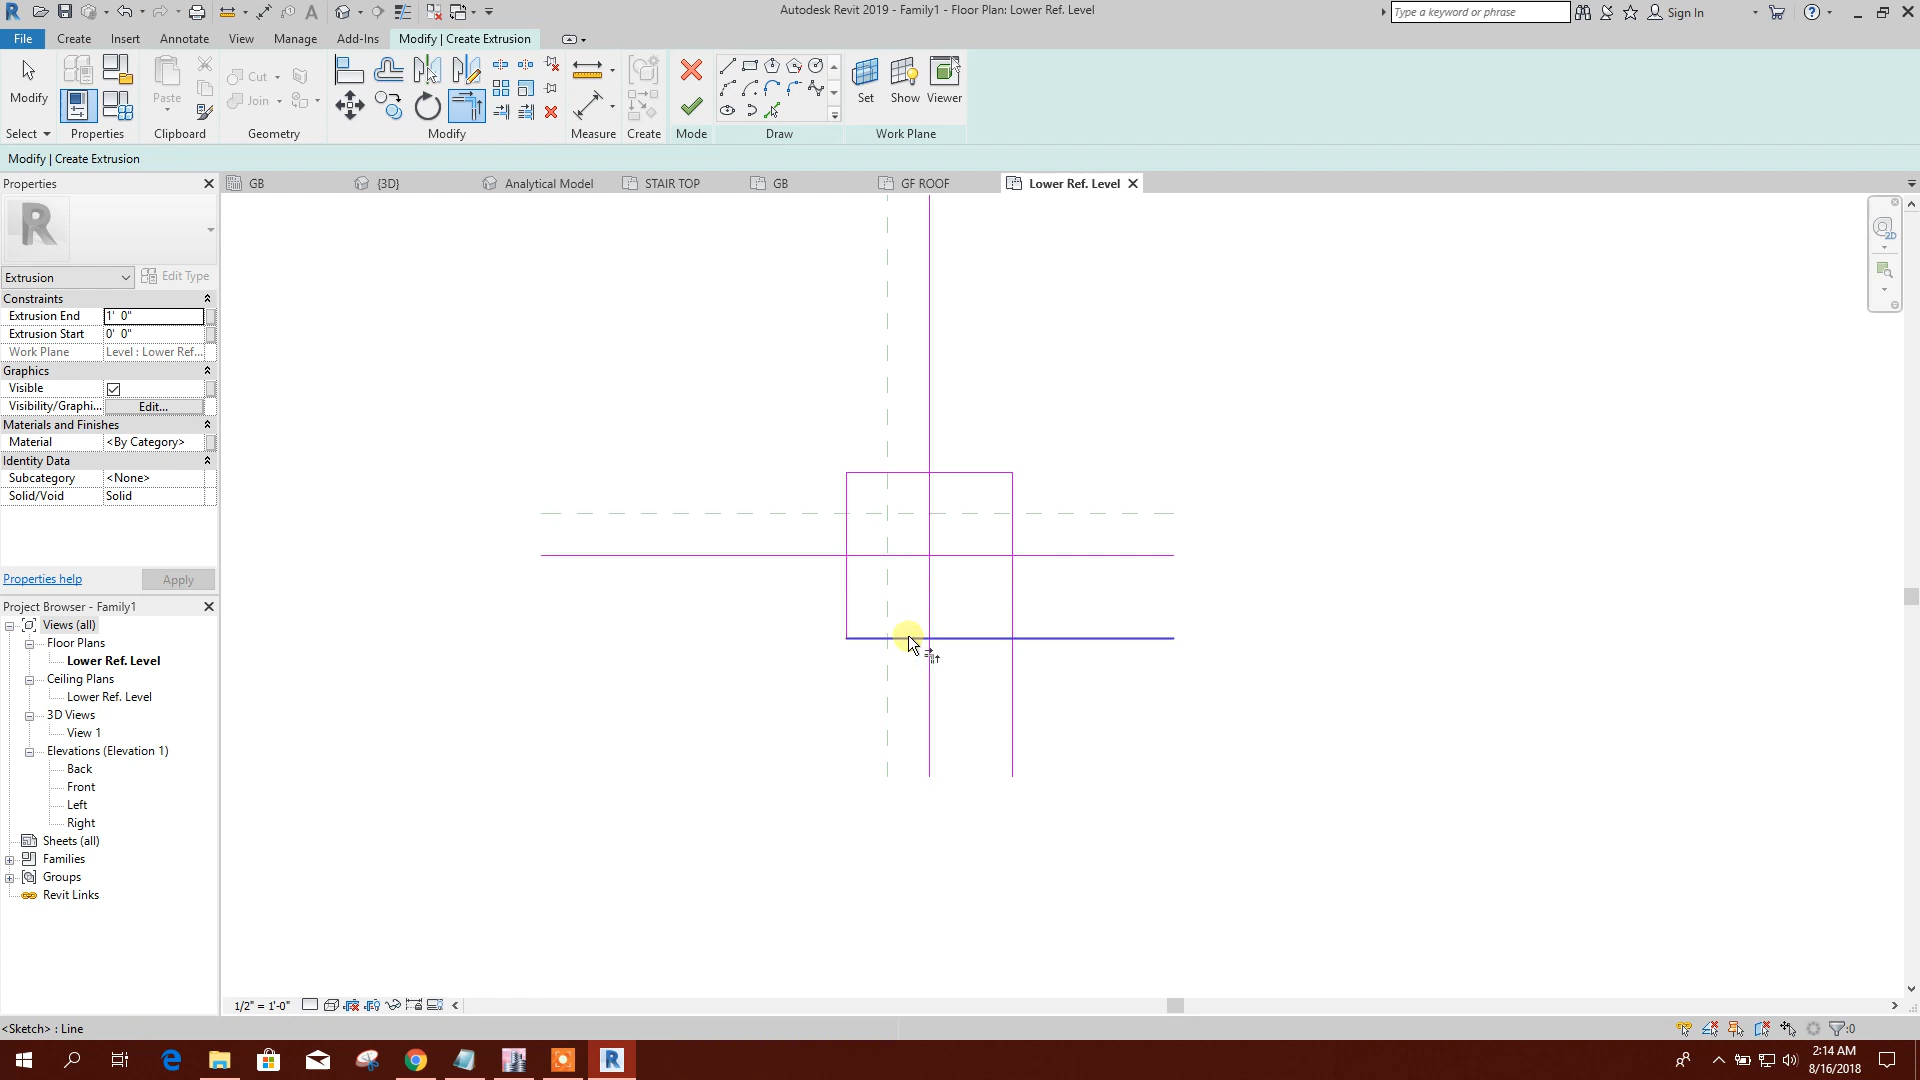 Autodesk Revit 2019 - Family1 - Floor Plan: Lower Ref. Level
Type a keyword or phrase
Sign In
File
Create
Insert
Annotate
View
Manage
Add-Ins
Modify | Create Extrusion
Modify
Paste
Cut
Join
Set
Show
Viewer
Select
Properties
Clipboard
Geometry
Modify
Measure
Create
Mode
Draw
Work Plane
Modify | Create Extrusion
Properties
GB
{3D}
Analytical Model
STAIR TOP
GB
GF ROOF
Lower Ref. Level
Extrusion
Edit Type
Constraints
Extrusion End 1' 0"
Extrusion Start 0' 0"
Work Plane Level : Lower Ref...
Graphics
Visible
Visibility/Graphi... Edit...
Materials and Finishes
Material <By Category>
Identity Data
Subcategory <None>
Solid/Void Solid
Properties help
Apply
Project Browser - Family1
Views (all)
Floor Plans
Lower Ref. Level
Ceiling Plans
Lower Ref. Level
3D Views
View 1
Elevations (Elevation 1)
Back
Front
Left
Right
Sheets (all)
Families
Groups
Revit Links
1/2" = 1'-0"
<Sketch> : Line
:0
2:14 AM
8/16/2018